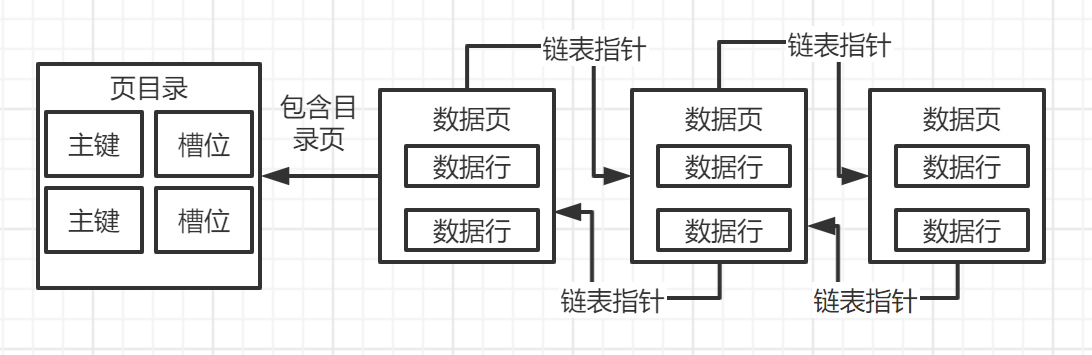 链表指针
链表指针
页目录
主键
槽位
主键
槽位
包含目
录页
数据页
数据行
数据行
数据页
数据行
数据行
数据页
数据行
数据行
链表指针
链表指针